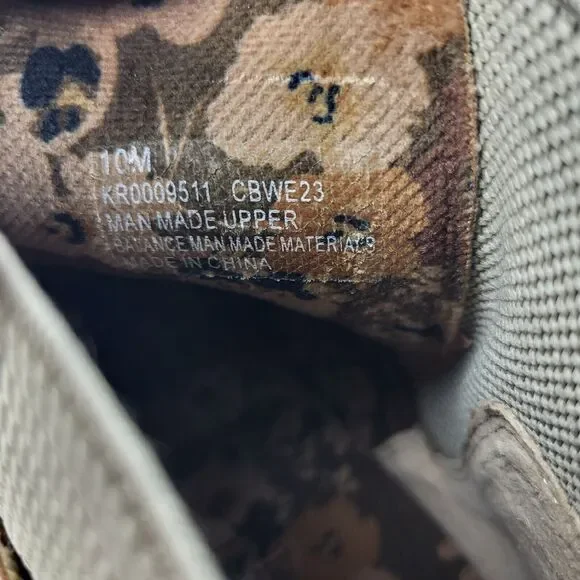 10M
KR0009511 CBWE23
MAN MADE UPPER
BALANCE MAN MADE MATERIALS
MADE IN CHINA